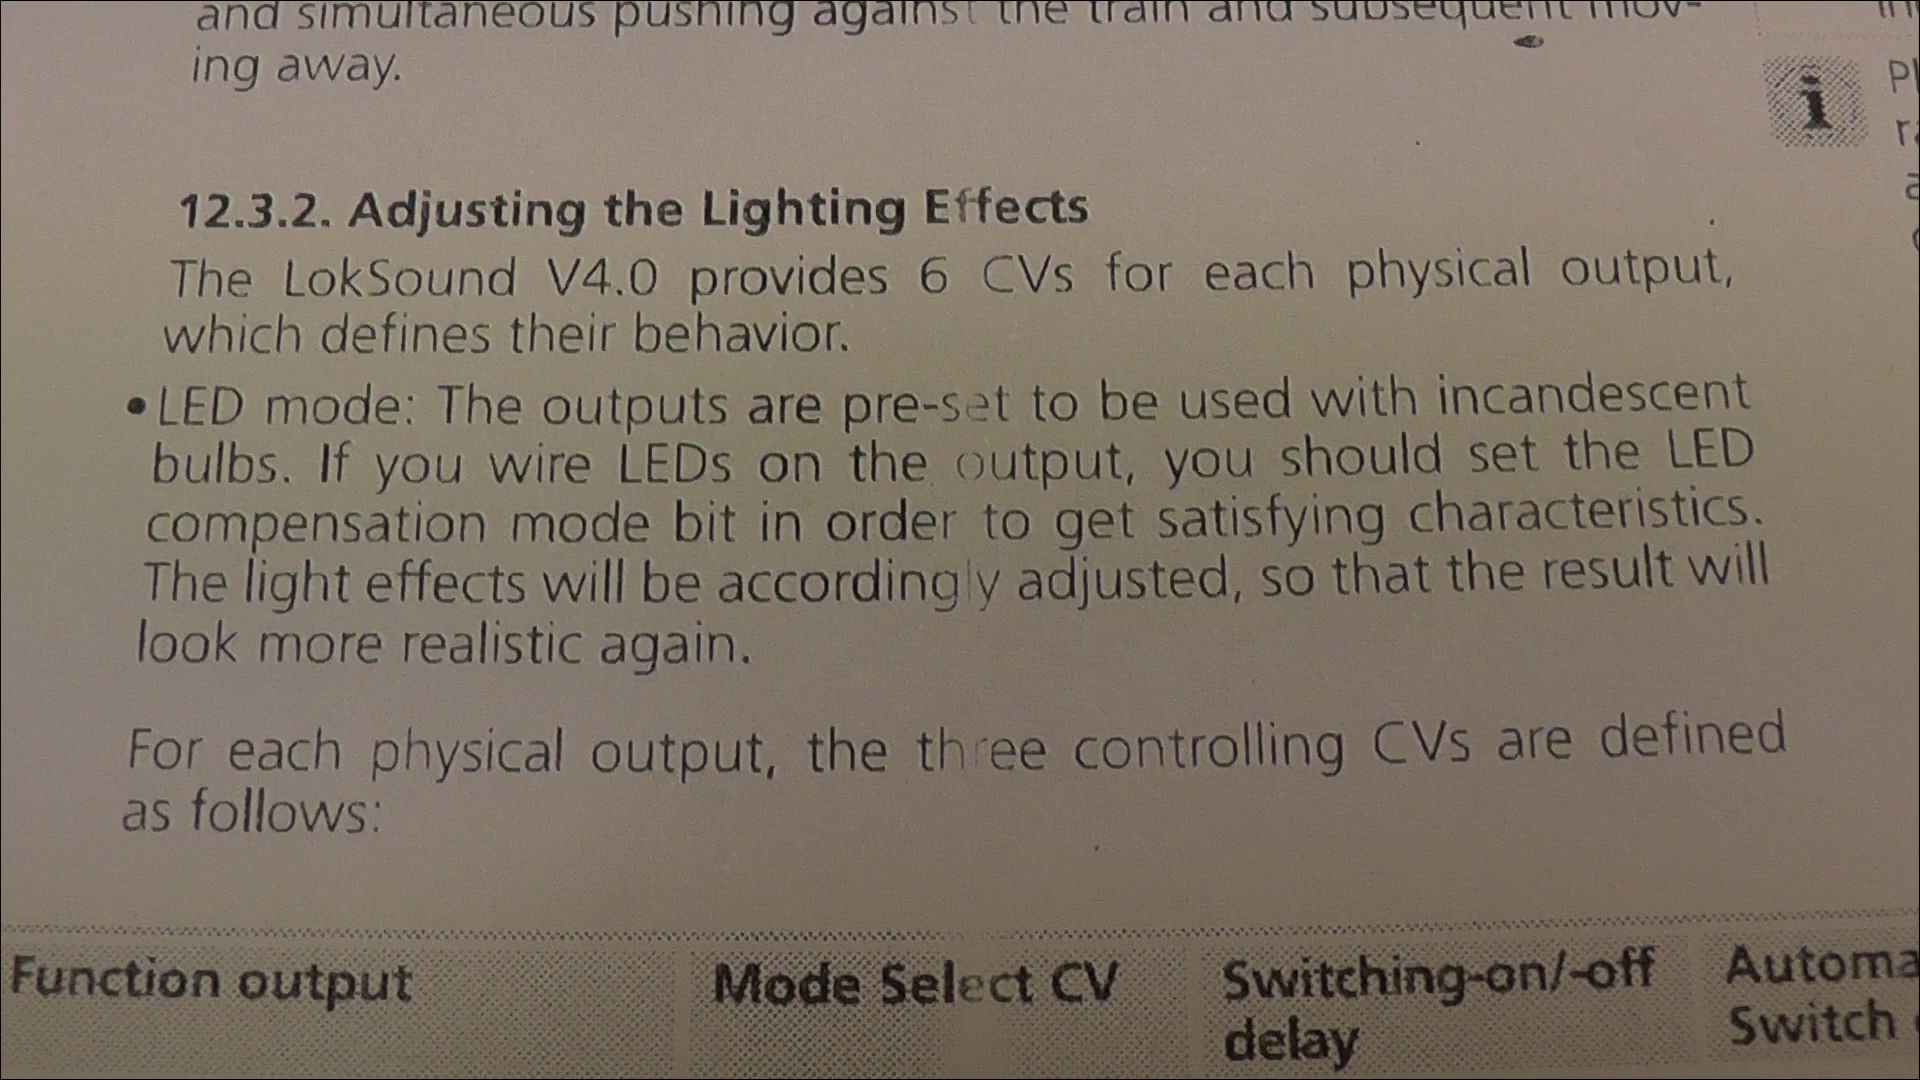 and simultaneous pushing against the train and subsequent mov-
ing away.
i
12.3.2. Adjusting the Lighting Effects
The LokSound V4.0 provides 6 CVs for each physical output,
which defines their behavior.
•LED mode: The outputs are pre-set to be used with incandescent
bulbs. If you wire LEDs on the output, you should set the LED
compensation mode bit in order to get satisfying characteristics.
The light effects will be accordingly adjusted, so that the result will
look more realistic again.
For each physical output, the three controlling CVs are defined
as follows:
Function output
Mode Select CV
Switching-on/-off
delay
Automa
Switch